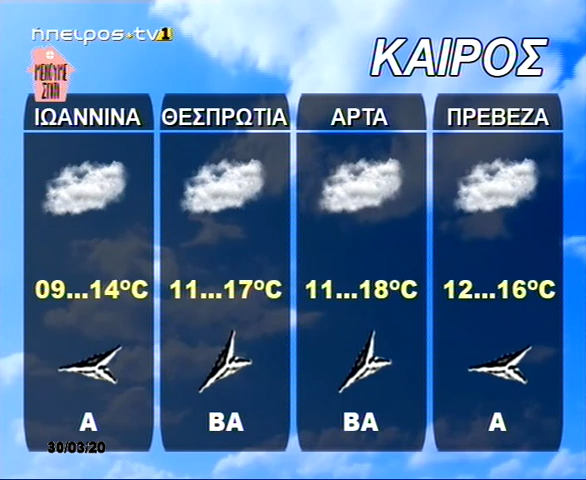 ήπειρος.tv1
ΜΕΝΟΥΜΕ
ΣΠΙΤΙ
ΚΑΙΡΟΣ
ΙΩΑΝΝΙΝΑ ΘΕΣΠΡΩΤΙΑ ΑΡΤΑ ΠΡΕΒΕΖΑ
09...14ºC 11...17ºC 11...18ºC 12...16ºC
Α ΒΑ ΒΑ Α
30/03/20